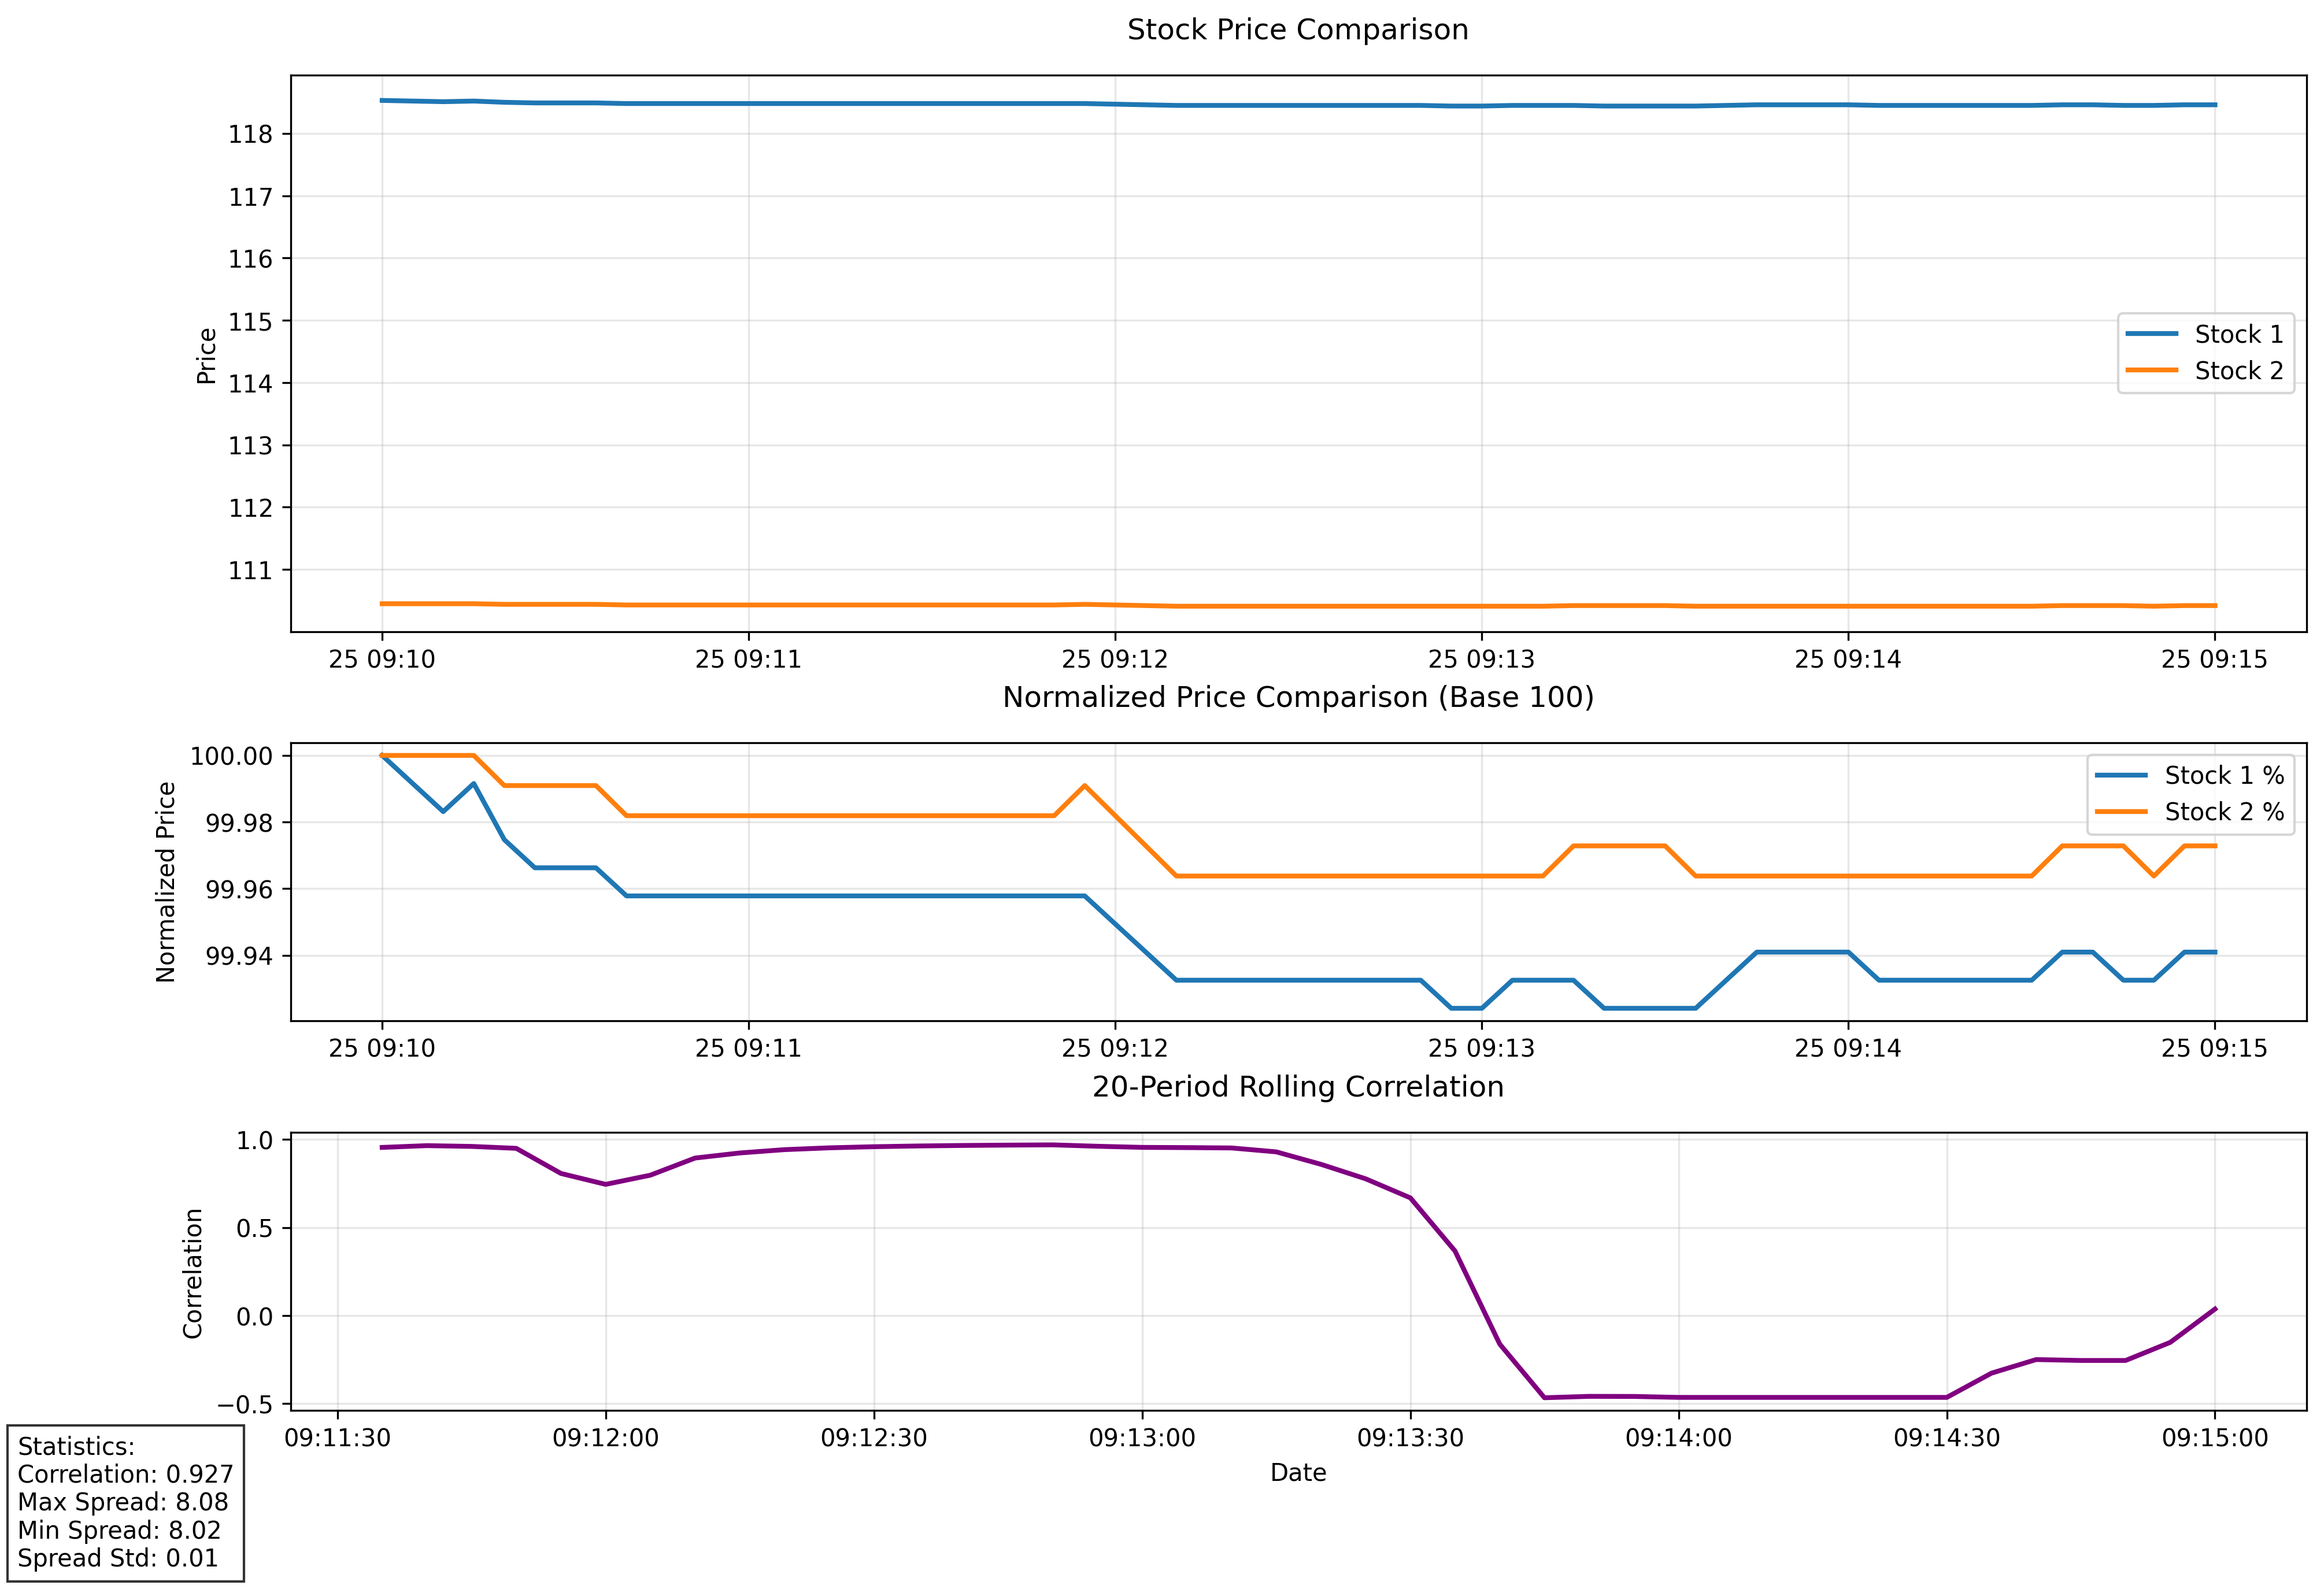 Stock Price Comparison
118
117
116
115
114
113
112
111
Price
Stock 1
Stock 2
25 09:10 25 09:11 25 09:12 25 09:13 25 09:14 25 09:15
Normalized Price Comparison (Base 100)
100.00
99.98
99.96
99.94
Normalized Price
Stock 1 %
Stock 2 %
25 09:10 25 09:11 25 09:12 25 09:13 25 09:14 25 09:15
20-Period Rolling Correlation
1.0
0.5
0.0
−0.5
Correlation
09:11:30 09:12:00 09:12:30 09:13:00 09:13:30 09:14:00 09:14:30 09:15:00
Date
Statistics:
Correlation: 0.927
Max Spread: 8.08
Min Spread: 8.02
Spread Std: 0.01